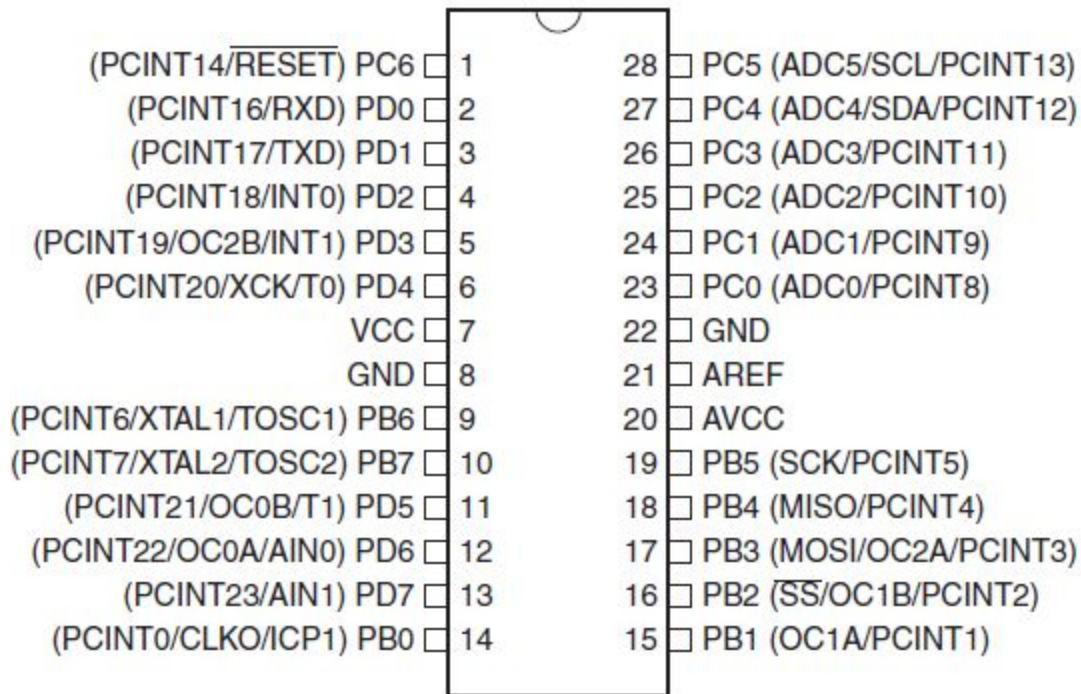 (PCINT14/RESET) PC6 1 28 PC5 (ADC5/SCL/PCINT13)
(PCINT16/RXD) PD0 2 27 PC4 (ADC4/SDA/PCINT12)
(PCINT17/TXD) PD1 3 26 PC3 (ADC3/PCINT11)
(PCINT18/INT0) PD2 4 25 PC2 (ADC2/PCINT10)
(PCINT19/OC2B/INT1) PD3 5 24 PC1 (ADC1/PCINT9)
(PCINT20/XCK/T0) PD4 6 23 PC0 (ADC0/PCINT8)
VCC 7 22 GND
GND 8 21 AREF
(PCINT6/XTAL1/TOSC1) PB6 9 20 AVCC
(PCINT7/XTAL2/TOSC2) PB7 10 19 PB5 (SCK/PCINT5)
(PCINT21/OC0B/T1) PD5 11 18 PB4 (MISO/PCINT4)
(PCINT22/OC0A/AIN0) PD6 12 17 PB3 (MOSI/OC2A/PCINT3)
(PCINT23/AIN1) PD7 13 16 PB2 (SS/OC1B/PCINT2)
(PCINT0/CLKO/ICP1) PB0 14 15 PB1 (OC1A/PCINT1)